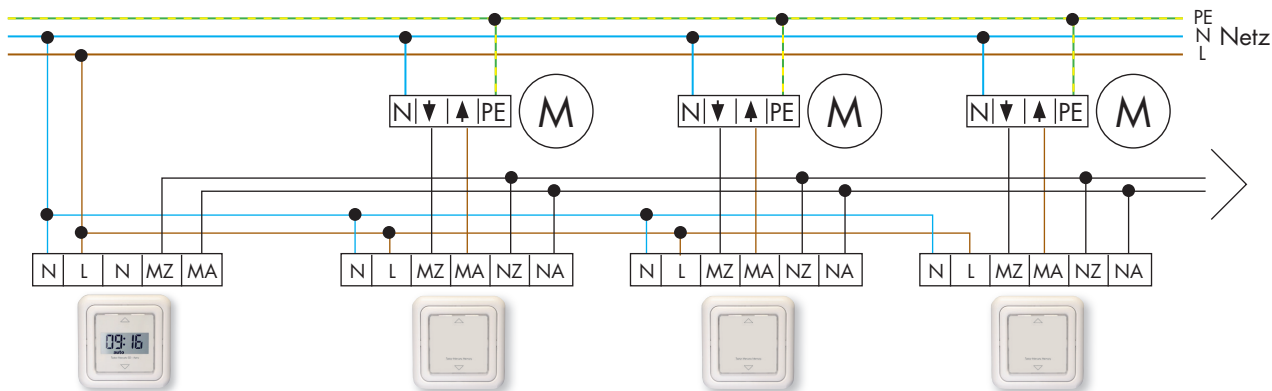 PE
N Netz
L
N PE M N PE M N PE M
N L N MZ MA N L MZ MA NZ NA N L MZ MA NZ NA N L MZ MA NZ NA
09:16
auto